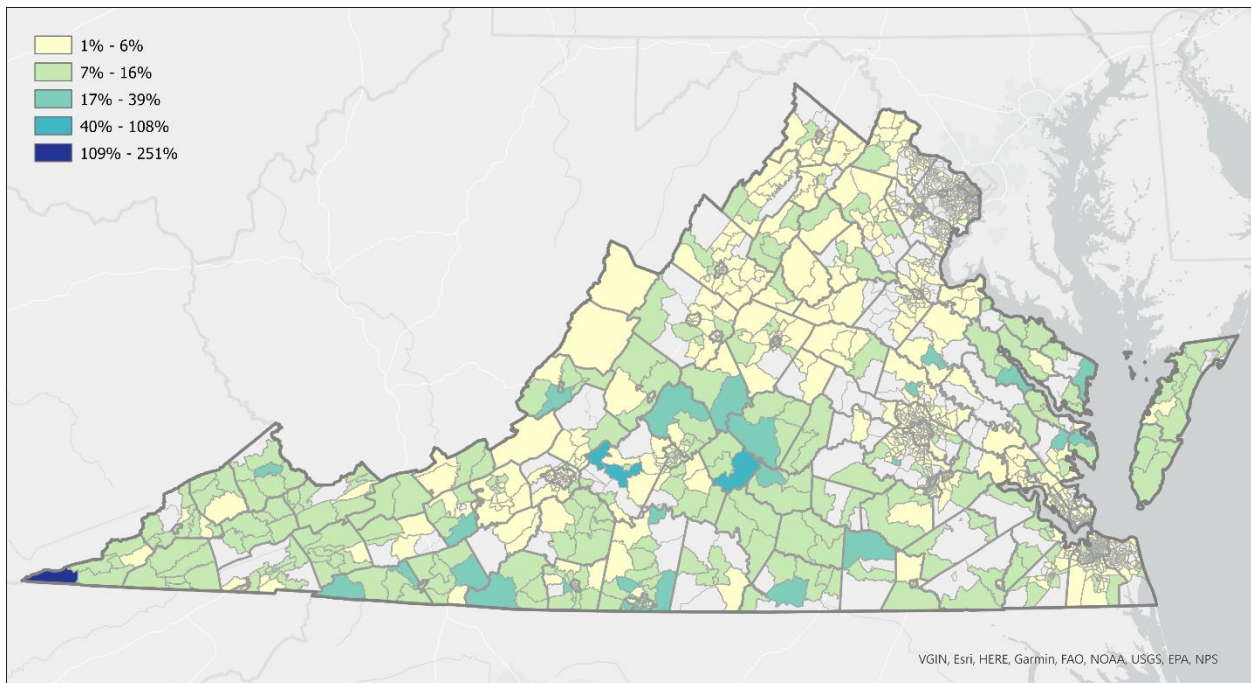 1% - 6%
7% - 16%
17% - 39%
40% - 108%
109% - 251%
VGIN, Esri, HERE, Garmin, FAO, NOAA, USGS, EPA, NPS